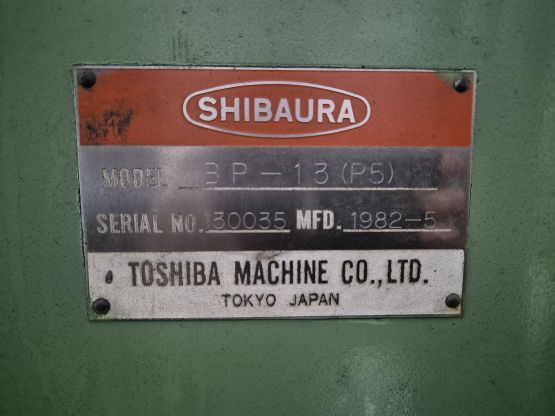 SHIBAURA
MODEL BP-13(P5)
SERIAL NO. 130035 MFD. 1982-5
TOSHIBA MACHINE CO.,LTD.
TOKYO JAPAN